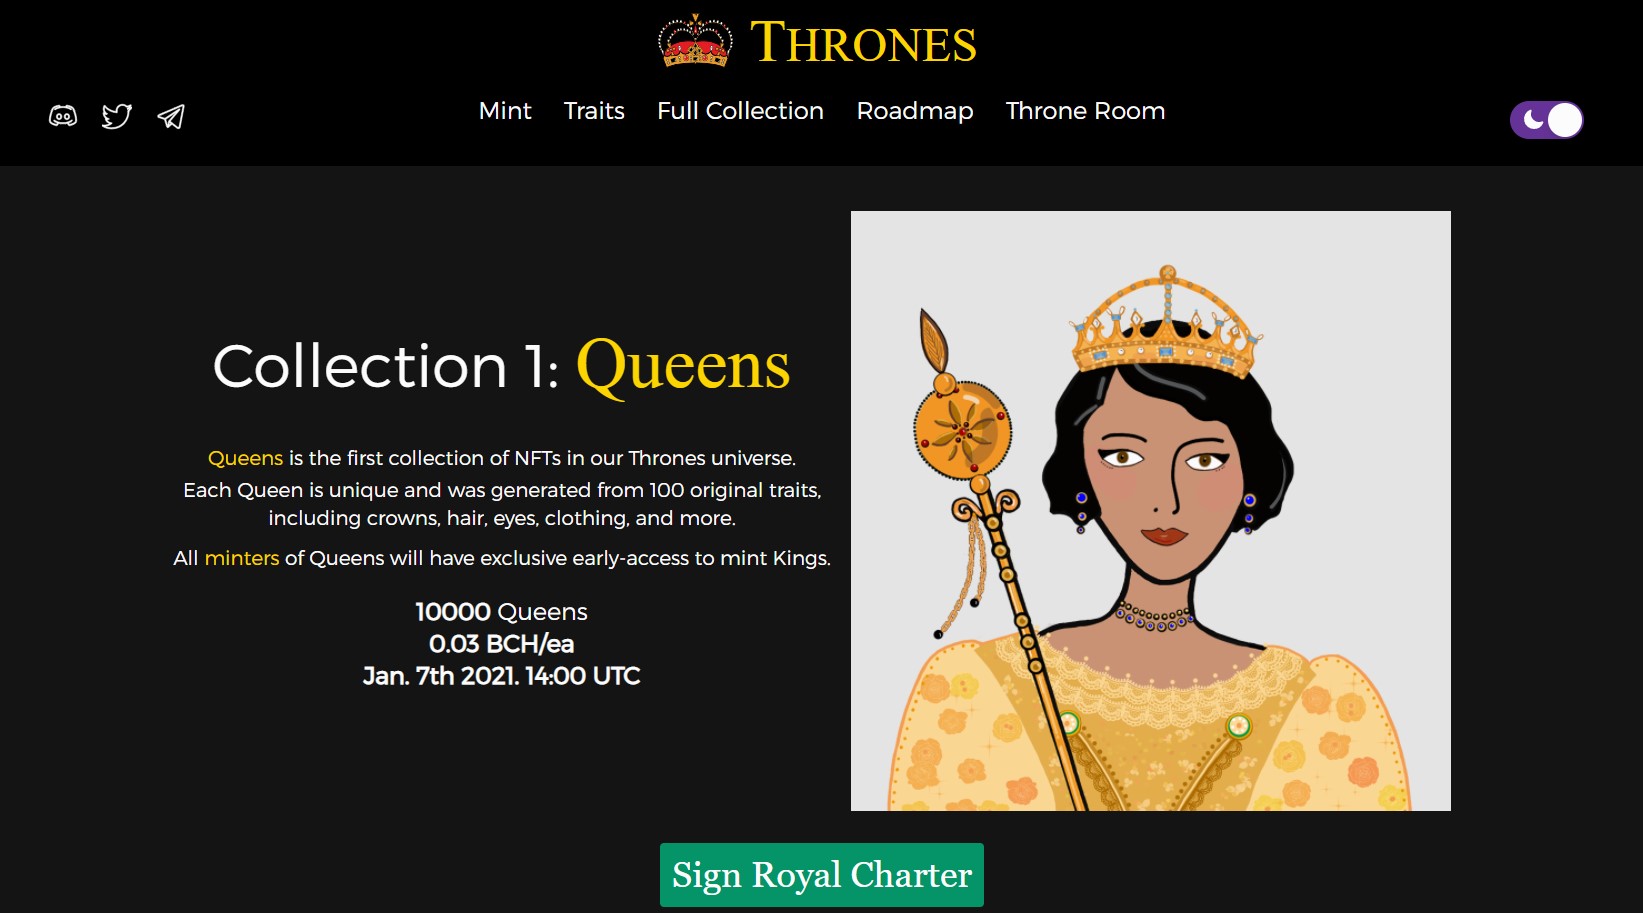 THRONES
Mint Traits Full Collection Roadmap Throne Room
Collection 1: Queens
Queens is the first collection of NFTs in our Thrones universe.
Each Queen is unique and was generated from 100 original traits,
including crowns, hair, eyes, clothing, and more.
All minters of Queens will have exclusive early-access to mint Kings.
10000 Queens
0.03 BCH/ea
Jan. 7th 2021. 14:00 UTC
Sign Royal Charter